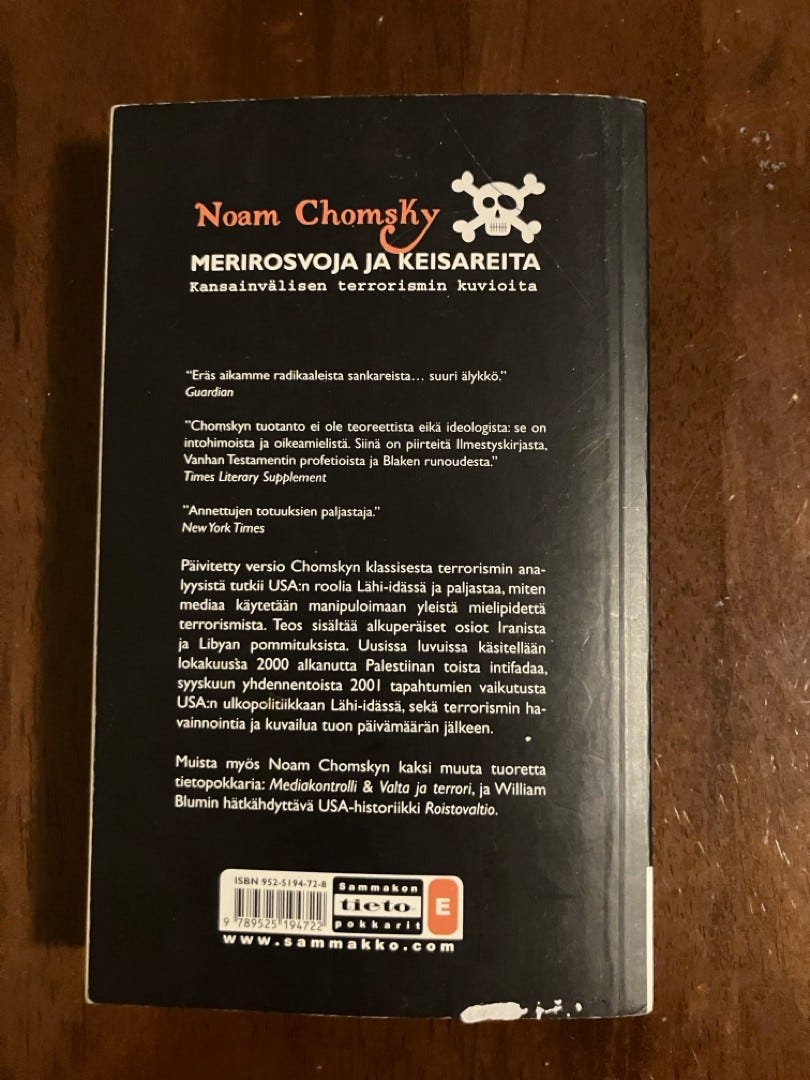 Noam Chomsky
MERIROSVOJA JA KEISAREITA
Kansainvälisen terrorismin kuvioita
“Eräs aikamme radikaaleista sankareista... suuri älykkö.”
Guardian
”Chomskyn tuotanto ei ole teoreettista eikä ideologista: se on
intohimoista ja oikeamielistä. Siinä on piirteitä Ilmestyskirjasta,
Vanhan Testamentin profetioista ja Blaken runoudesta.”
Times Literary Supplement
“Annettujen totuuksien paljastaja.”
New York Times
Päivitetty versio Chomskyn klassisesta terrorismin ana-
lyysistä tutkii USA:n roolia Lähi-idässä ja paljastaa, miten
mediaa käytetään manipuloimaan yleistä mielipidettä
terrorismista. Teos sisältää alkuperäiset osiot Iranista
ja Libyan pommituksista. Uusissa luvuissa käsitellään
lokakuussa 2000 alkanutta Palestiinan toista intifadaa,
syyskuun yhdennentoista 2001 tapahtumien vaikutusta
USA:n ulkopolitiikkaan Lähi-idässä, sekä terrorismin ha-
vainnointia ja kuvailua tuon päivämäärän jälkeen.
Muista myös Noam Chomskyn kaksi muuta tuoretta
tietopokkaria: Mediakontrolli & Valta ja terrori, ja William
Blumin hätkähdyttävä USA-historiikki Roistovaltio.
ISBN 952-5194-72-8
9 789525 194722
Sammakon
tieto
pokkarit
E
www.sammakko.com